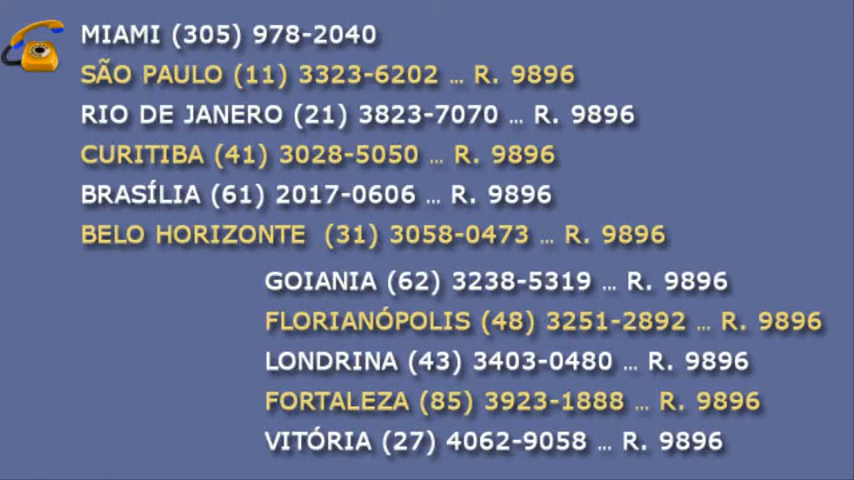 MIAMI (305) 978-2040
SÃO PAULO (11) 3323-6202 ... R. 9896
RIO DE JANERO (21) 3823-7070 ... R. 9896
CURITIBA (41) 3028-5050 ... R. 9896
BRASÍLIA (61) 2017-0606 ... R. 9896
BELO HORIZONTE (31) 3058-0473 ... R. 9896
GOIANIA (62) 3238-5319 ... R. 9896
FLORIANÓPOLIS (48) 3251-2892 ... R. 9896
LONDRINA (43) 3403-0480 ... R. 9896
FORTALEZA (85) 3923-1888 ... R. 9896
VITÓRIA (27) 4062-9058 ... R. 9896